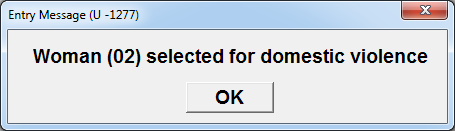 Entry Message (U -1277)
Woman (02) selected for domestic violence
OK